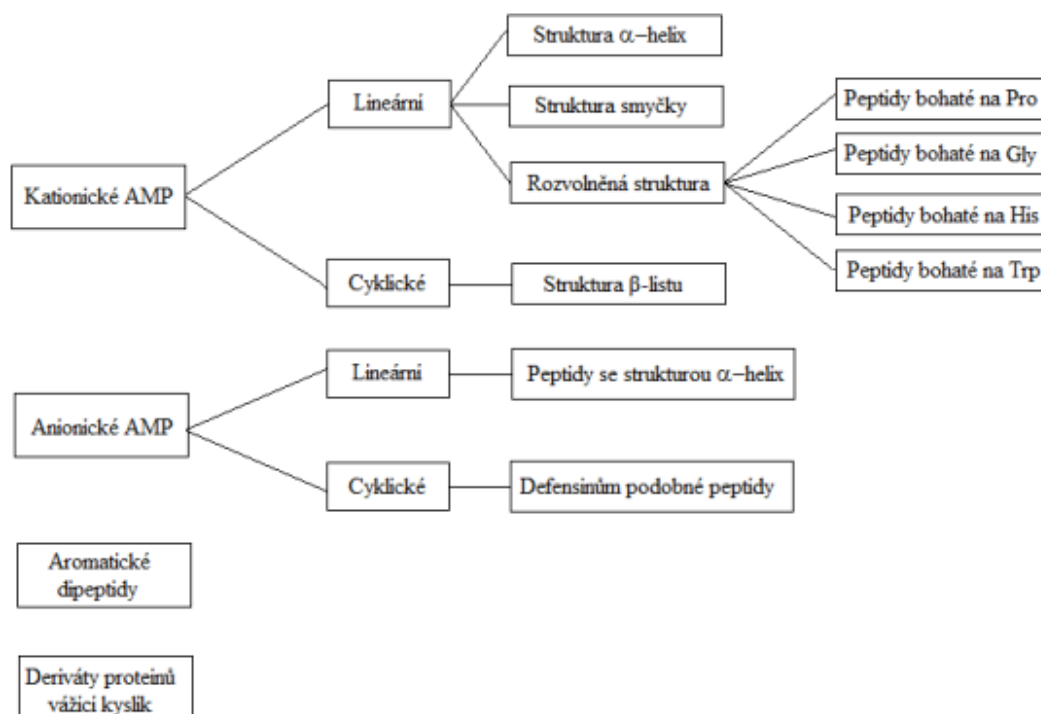 Struktura α–helix
Lineární
Struktura smyčky
Peptidy bohaté na Pro
Peptidy bohaté na Gly
Kationické AMP
Rozvolněná struktura
Peptidy bohaté na His
Peptidy bohaté na Trp
Cyklické
Struktura β-listu
Lineární
Peptidy se strukturou α–helix
Anionické AMP
Cyklické
Defensinům podobné peptidy
Aromatické
dipeptidy
Deriváty proteinů
vážící kyslík